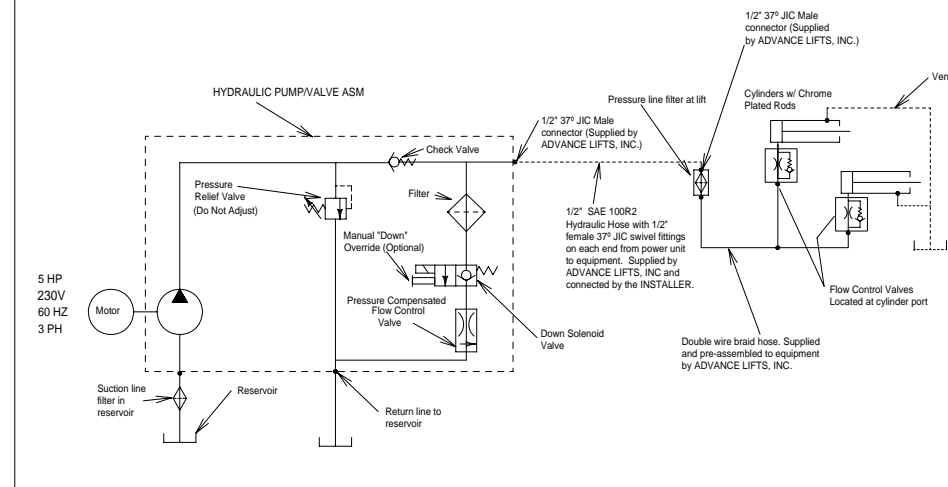 1/2" 37º JIC Male
connector (Supplied
by ADVANCE LIFTS, INC.)
HYDRAULIC PUMP/VALVE ASM
Pressure line filter at lift
Cylinders w/ Chrome
Plated Rods
Ven
1/2" 37º JIC Male
connector (Supplied by
ADVANCE LIFTS, INC.)
Check Valve
Pressure
Relief Valve
(Do Not Adjust)
Filter
Manual "Down"
Override (Optional)
1/2" SAE 100R2
Hydraulic Hose with 1/2"
female 37º JIC swivel fittings
on each end from power unit
to equipment. Supplied by
ADVANCE LIFTS, INC and
connected by the INSTALLER.
5 HP
230V
60 HZ
3 PH
Motor
Pressure Compensated
Flow Control
Valve
Down Solenoid
Valve
Flow Control Valves
Located at cylinder port
Double wire braid hose. Supplied
and pre-assembled to equipment
by ADVANCE LIFTS, INC.
Suction line
filter in
reservoir
Reservoir
Return line to
reservoir